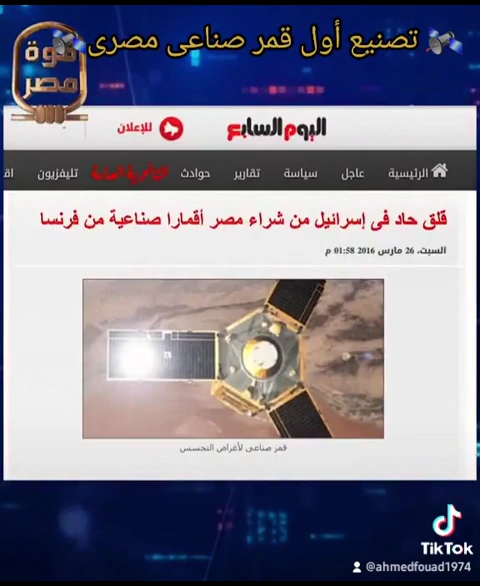 تصنيع أول قمر صناعى مصرى
قوة
مصر
للإعلان
اليوم السابع
الرئيسية عاجل سياسة تقارير حوادث تليفزيون اق
قلق حاد فى إسرائيل من شراء مصر أقمارا صناعية من فرنسا
السبت، 26 مارس 2016 01:58 م
قمر صناعى لأغراض التجسس
TikTok
@ahmedfouad1974